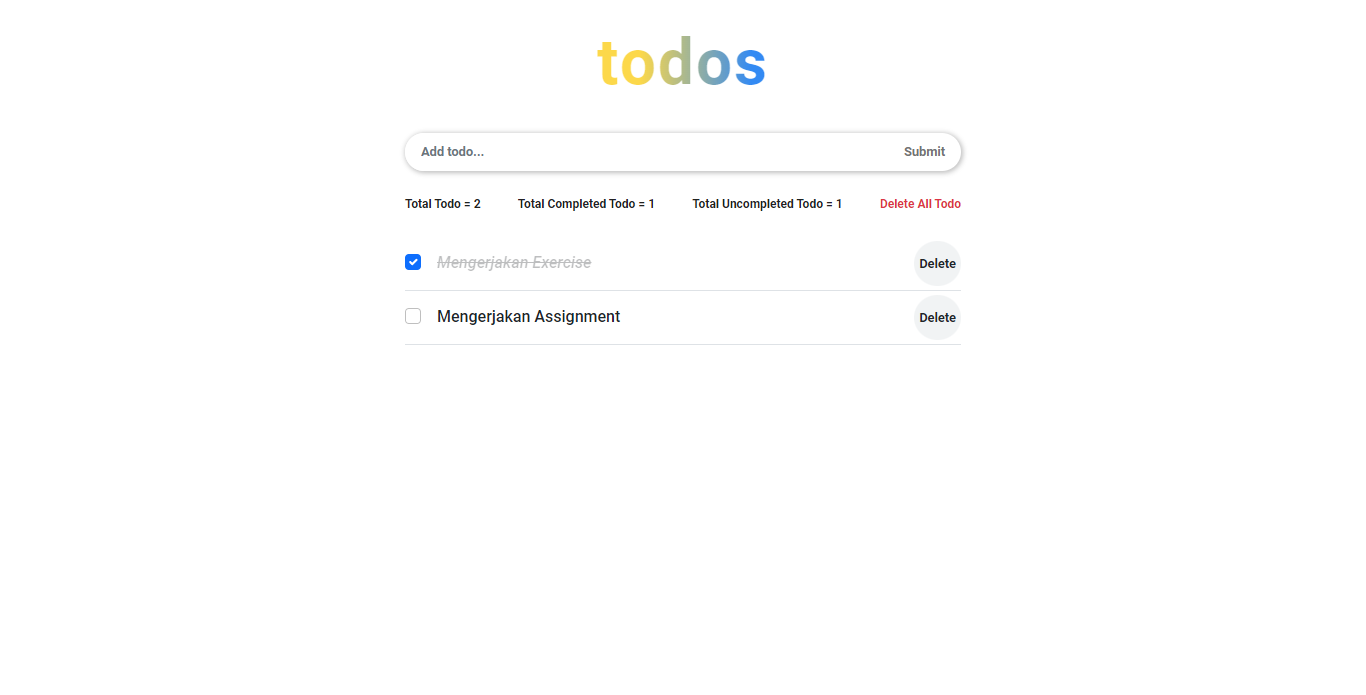 todos
Add todo... Submit
Total Todo = 2 Total Completed Todo = 1 Total Uncompleted Todo = 1 Delete All Todo
Mengerjakan Exercise Delete
Mengerjakan Assignment Delete